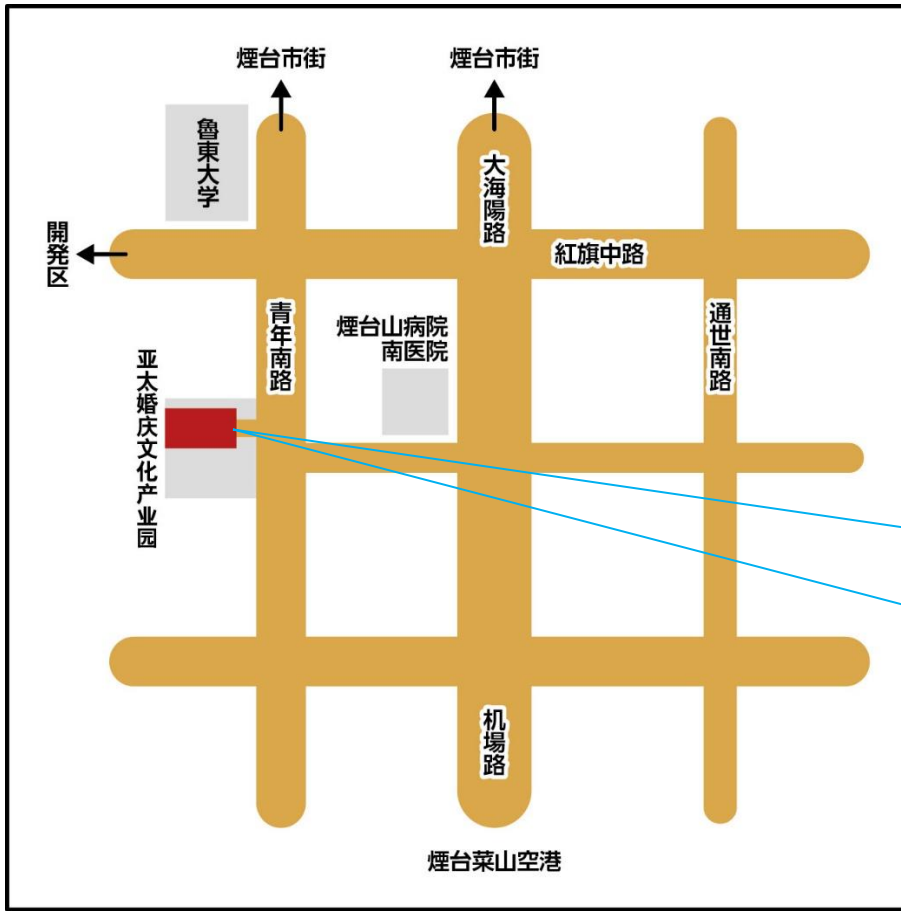 煙台市街
煙台市街
魯東大学
大海陽路
開発区
紅旗中路
青年南路
煙台山病院
南医院
通世南路
亚太婚庆文化产业园
机場路
煙台菜山空港